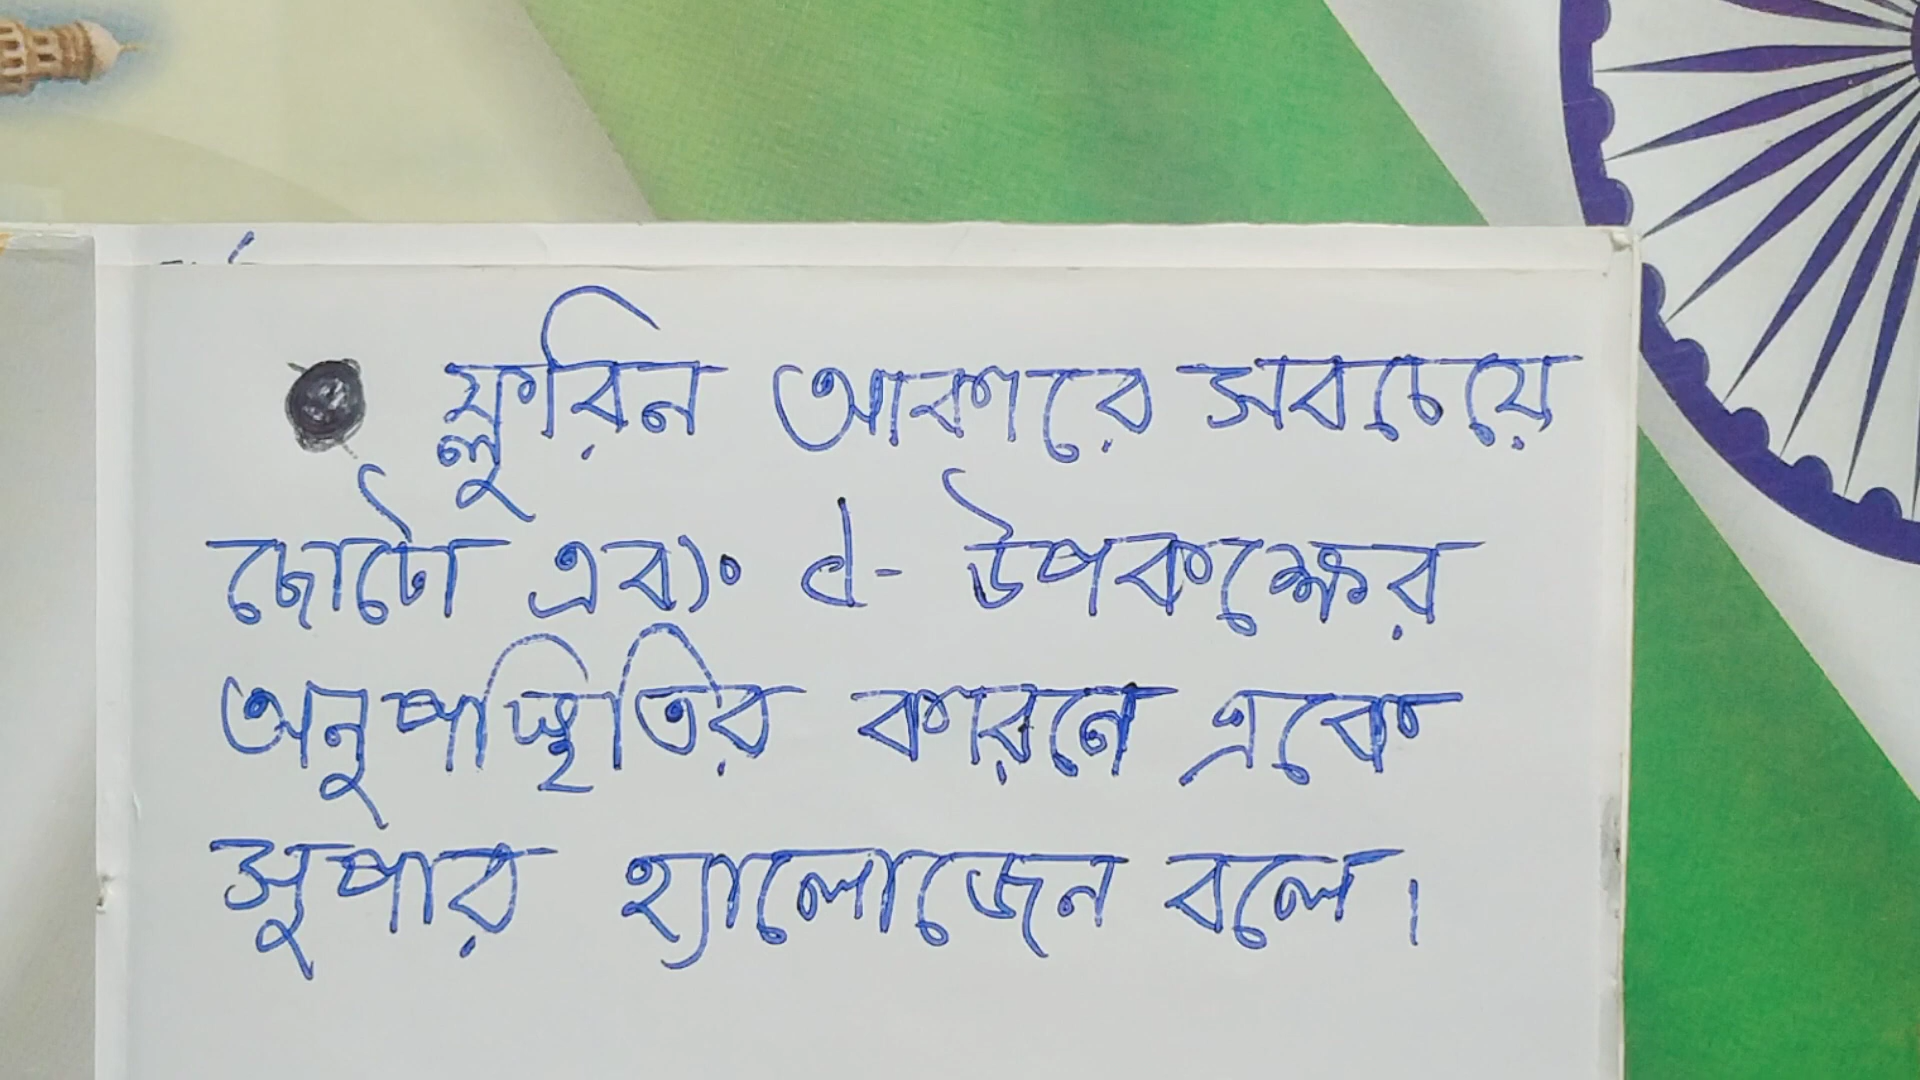 ● ফ্লুরিন আকারে সবচেয়ে
ছোটো এবং d- উপকক্ষের
অনুপস্থিতির কারনে একে
সুপার হ্যালোজেন বলে।